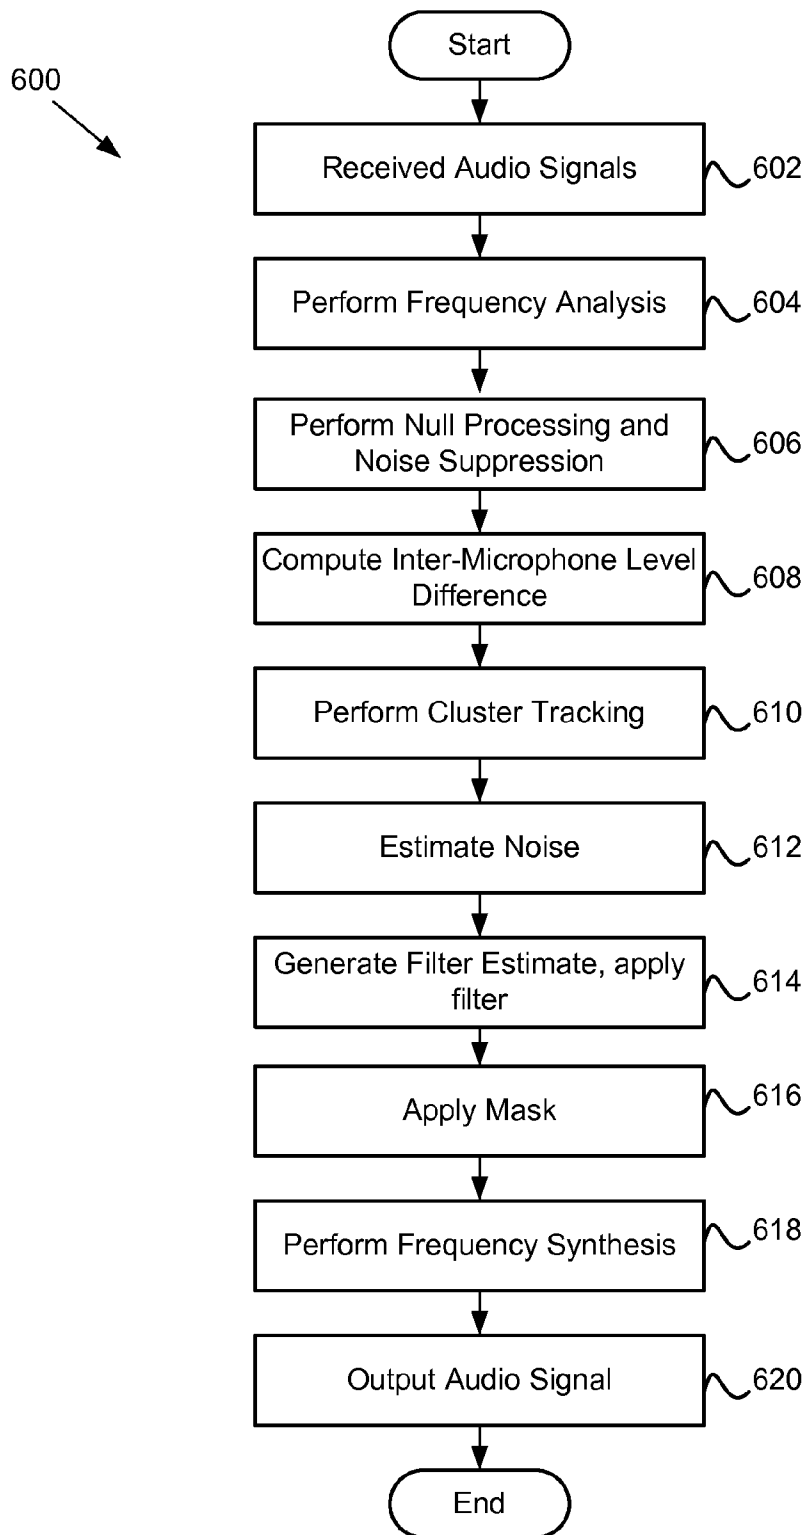 Start
600
Received Audio Signals
602
Perform Frequency Analysis
604
Perform Null Processing and
Noise Suppression
606
Compute Inter-Microphone Level
Difference
608
Perform Cluster Tracking
610
Estimate Noise
612
Generate Filter Estimate, apply
filter
614
Apply Mask
616
Perform Frequency Synthesis
618
Output Audio Signal
620
End